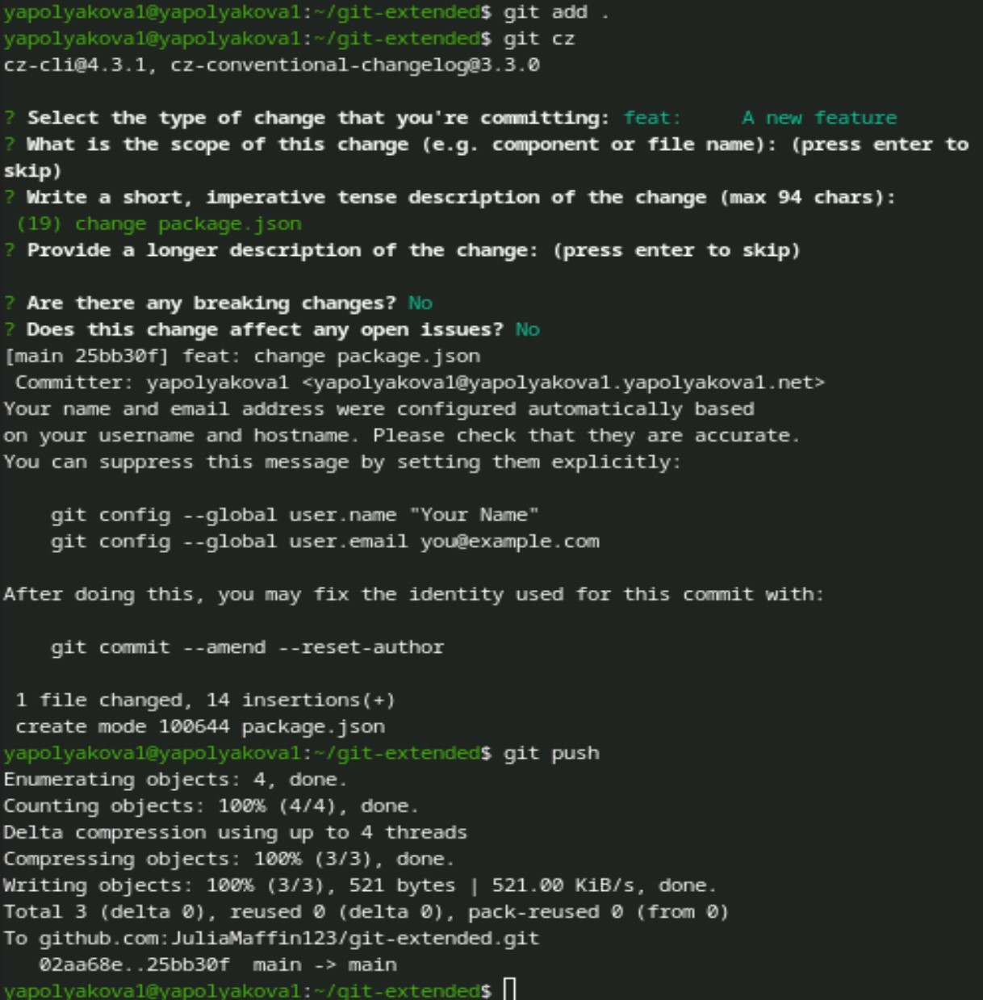 yapolyakova1@yapolyakova1:~/git-extended$ git add .
yapolyakova1@yapolyakova1:~/git-extended$ git cz
cz-cli@4.3.1, cz-conventional-changelog@3.3.0
? Select the type of change that you're committing: feat:     A new feature
? What is the scope of this change (e.g. component or file name): (press enter to
skip)
? Write a short, imperative tense description of the change (max 94 chars):
 (19) change package.json
? Provide a longer description of the change: (press enter to skip)
? Are there any breaking changes? No
? Does this change affect any open issues? No
[main 25bb30f] feat: change package.json
 Committer: yapolyakova1 <yapolyakova1@yapolyakova1.yapolyakova1.net>
Your name and email address were configured automatically based
on your username and hostname. Please check that they are accurate.
You can suppress this message by setting them explicitly:
    git config --global user.name "Your Name"
    git config --global user.email you@example.com
After doing this, you may fix the identity used for this commit with:
    git commit --amend --reset-author
 1 file changed, 14 insertions(+)
 create mode 100644 package.json
yapolyakova1@yapolyakova1:~/git-extended$ git push
Enumerating objects: 4, done.
Counting objects: 100% (4/4), done.
Delta compression using up to 4 threads
Compressing objects: 100% (3/3), done.
Writing objects: 100% (3/3), 521 bytes | 521.00 KiB/s, done.
Total 3 (delta 0), reused 0 (delta 0), pack-reused 0 (from 0)
To github.com:JuliaMaffin123/git-extended.git
   02aa68e..25bb30f  main -> main
yapolyakova1@yapolyakova1:~/git-extended$